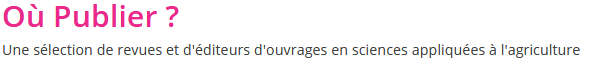 Où Publier ?
Une sélection de revues et d'éditeurs d'ouvrages en sciences appliquées à l'agriculture